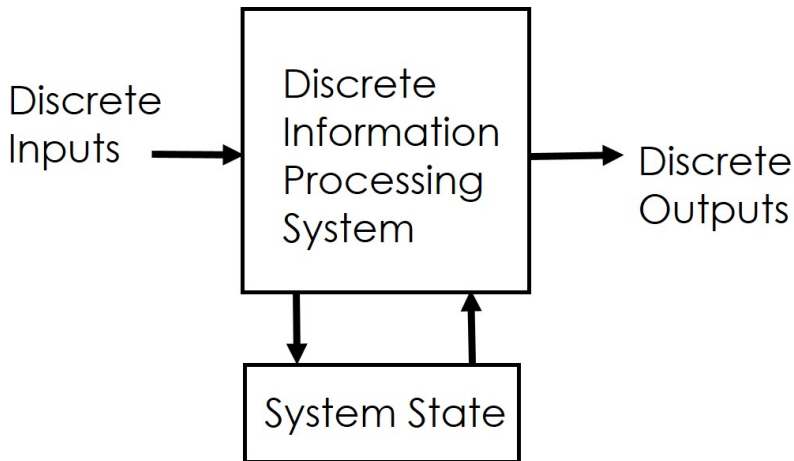 Discrete
Inputs
Discrete
Information
Processing
System
Discrete
Outputs
System State